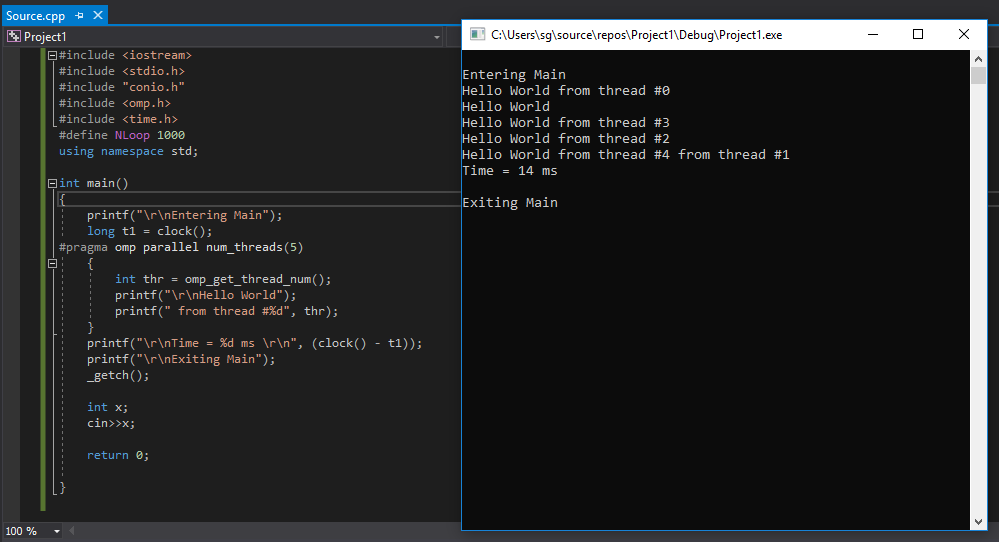 Source.cpp
Project1
#include <iostream>
#include <stdio.h>
#include "conio.h"
#include <omp.h>
#include <time.h>
#define NLoop 1000
using namespace std;
int main()
{
printf("\r\nEntering Main");
long t1 = clock();
#pragma omp parallel num_threads(5)
{
int thr = omp_get_thread_num();
printf("\r\nHello World");
printf(" from thread #%d", thr);
}
printf("\r\nTime = %d ms \r\n", (clock() - t1));
printf("\r\nExiting Main");
_getch();
int x;
cin>>x;
return 0;
}
100 %
C:\Users\sg\source\repos\Project1\Debug\Project1.exe
Entering Main
Hello World from thread #0
Hello World
Hello World from thread #3
Hello World from thread #2
Hello World from thread #4 from thread #1
Time = 14 ms
Exiting Main